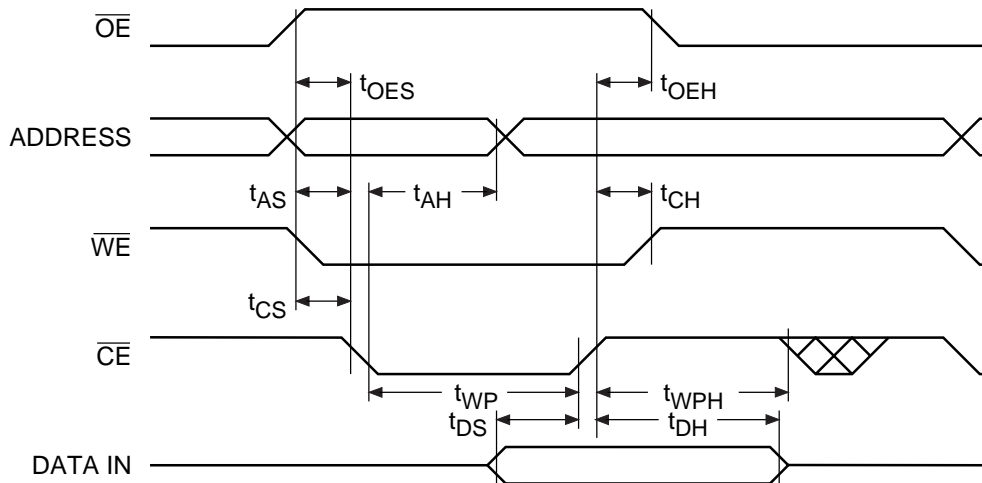 OE
tOES
tOEH
ADDRESS
tAS
tAH
tCH
WE
tCS
CE
tWP
tWPH
tDS
tDH
DATA IN